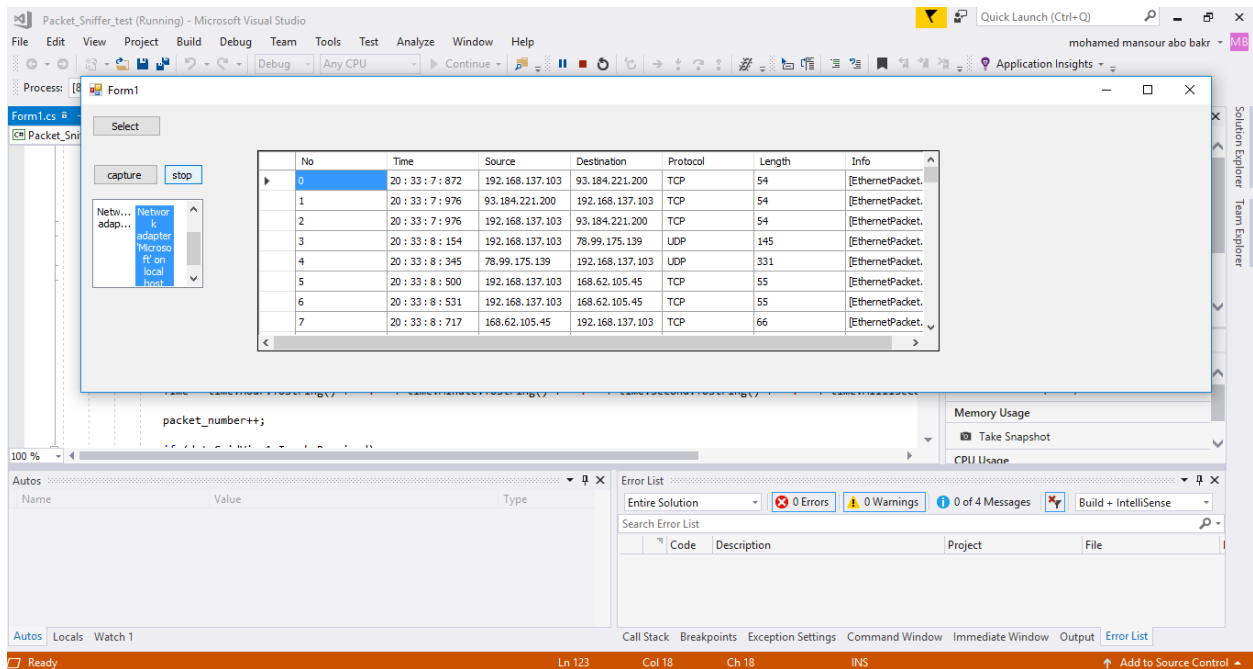 Packet_Sniffer_test (Running) - Microsoft Visual Studio
Quick Launch (Ctrl+Q)
File Edit View Project Build Debug Team Tools Test Analyze Window Help
mohamed mansour abo bakr
MB
Debug Any CPU Continue Application Insights
Process: [8
Form1
Form1.cs
Packet_Sni
Select
capture stop
Netw... adap...
Networ
k
adapter
'Microso
ft' on
local
host
No Time Source Destination Protocol Length Info
0 20 : 33 : 7 : 872 192.168.137.103 93.184.221.200 TCP 54 [EthernetPacket.
1 20 : 33 : 7 : 976 93.184.221.200 192.168.137.103 TCP 54 [EthernetPacket.
2 20 : 33 : 7 : 976 192.168.137.103 93.184.221.200 TCP 54 [EthernetPacket.
3 20 : 33 : 8 : 154 192.168.137.103 78.99.175.139 UDP 145 [EthernetPacket.
4 20 : 33 : 8 : 345 78.99.175.139 192.168.137.103 UDP 331 [EthernetPacket.
5 20 : 33 : 8 : 500 192.168.137.103 168.62.105.45 TCP 55 [EthernetPacket.
6 20 : 33 : 8 : 531 192.168.137.103 168.62.105.45 TCP 55 [EthernetPacket.
7 20 : 33 : 8 : 717 168.62.105.45 192.168.137.103 TCP 66 [EthernetPacket.
Solution Explorer
Team Explorer
packet_number++;
Memory Usage
Take Snapshot
CPU Usage
100 %
Autos
Name Value Type
Error List
Entire Solution 0 Errors 0 Warnings 0 of 4 Messages Build + IntelliSense
Search Error List
Code Description Project File
Autos Locals Watch 1
Call Stack Breakpoints Exception Settings Command Window Immediate Window Output Error List
Ready Ln 123 Col 18 Ch 18 INS Add to Source Control